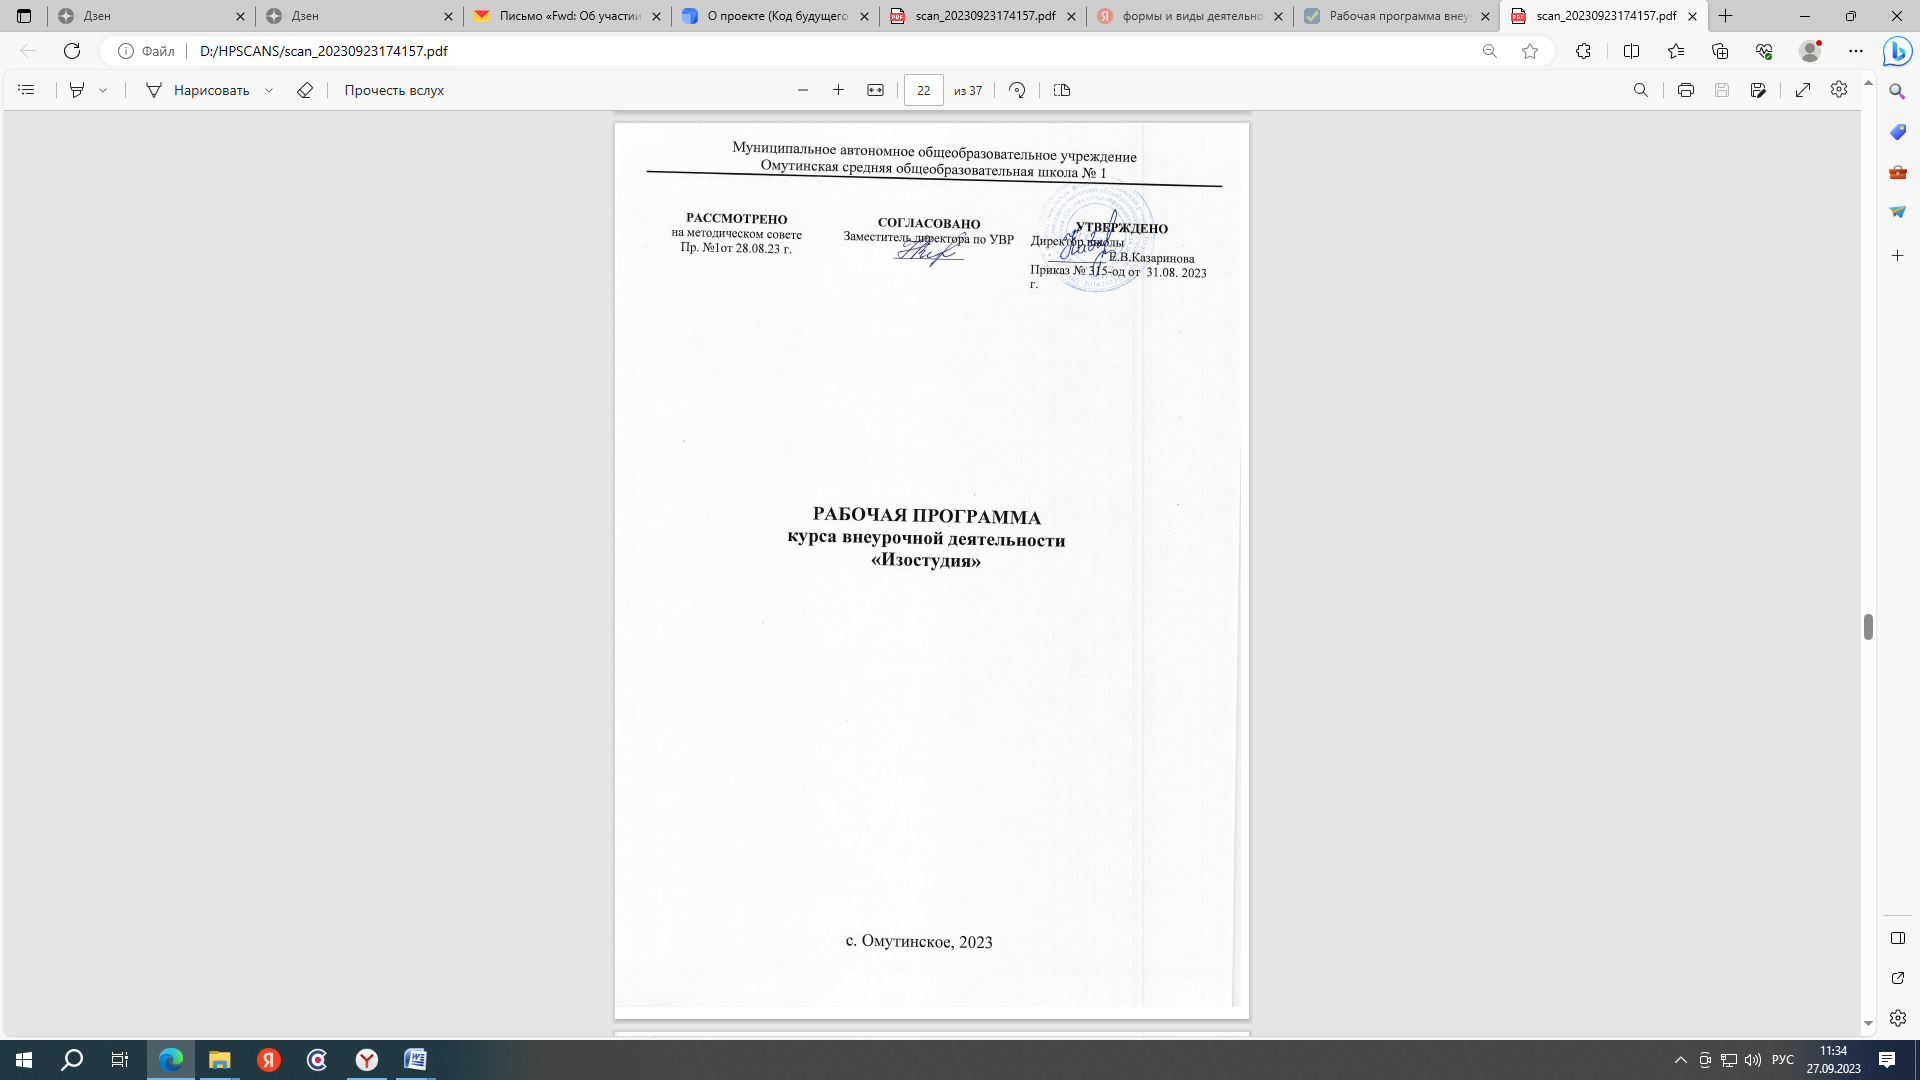 Дзен
Дзен
Письмо «Fwd: Об участии
О проекте (Код будущего
scan_20230923174157.pdf
формы и виды деятельно
Рабочая программа внеу
scan_20230923174157.pdf
Файл
D:/HPSCANS/scan_20230923174157.pdf
Нарисовать
Прочесть вслух
22
из 37
Муниципальное автономное общеобразовательное учреждение
Омутинская средняя общеобразовательная школа № 1
РАССМОТРЕНО
на методическом совете
Пр. №1от 28.08.23 г.
СОГЛАСОВАНО
Заместитель директора по УВР
УТВЕРЖДЕНО
Директор школы
Е.В.Казаринова
Приказ № 315-од от 31.08. 2023
г.
РАБОЧАЯ ПРОГРАММА
курса внеурочной деятельности
«Изостудия»
с. Омутинское, 2023
РУС
11:34
27.09.2023